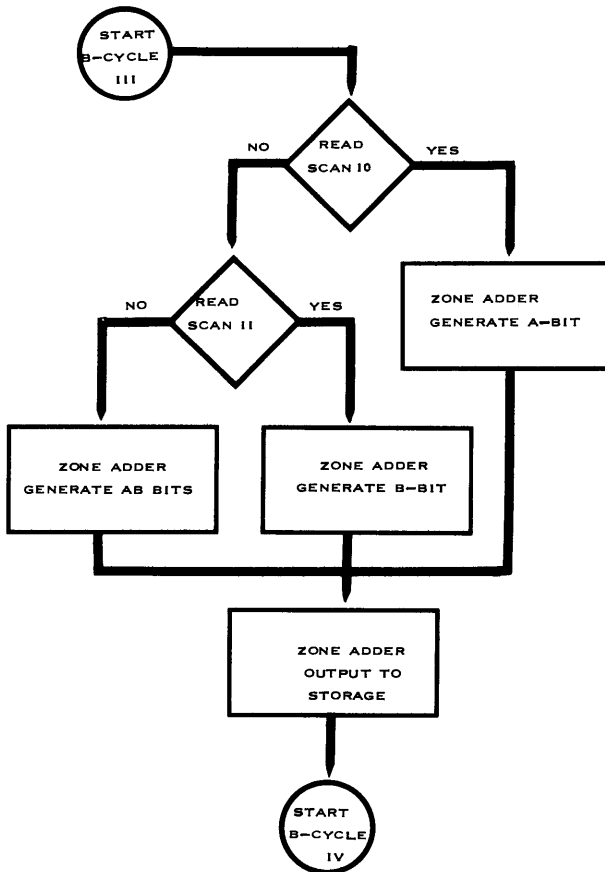 START
B-CYCLE
III
READ
SCAN 10
NO
YES
ZONE ADDER
GENERATE A-BIT
READ
SCAN 11
NO
YES
ZONE ADDER
GENERATE AB BITS
ZONE ADDER
GENERATE B-BIT
ZONE ADDER
OUTPUT TO
STORAGE
START
B-CYCLE
IV